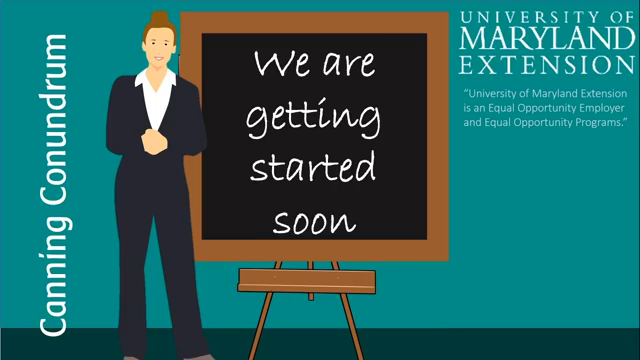 Canning Conundrum
We are
getting
started
soon
UNIVERSITY OF
MARYLAND
EXTENSION
“University of Maryland Extension
is an Equal Opportunity Employer
and Equal Opportunity Programs.”